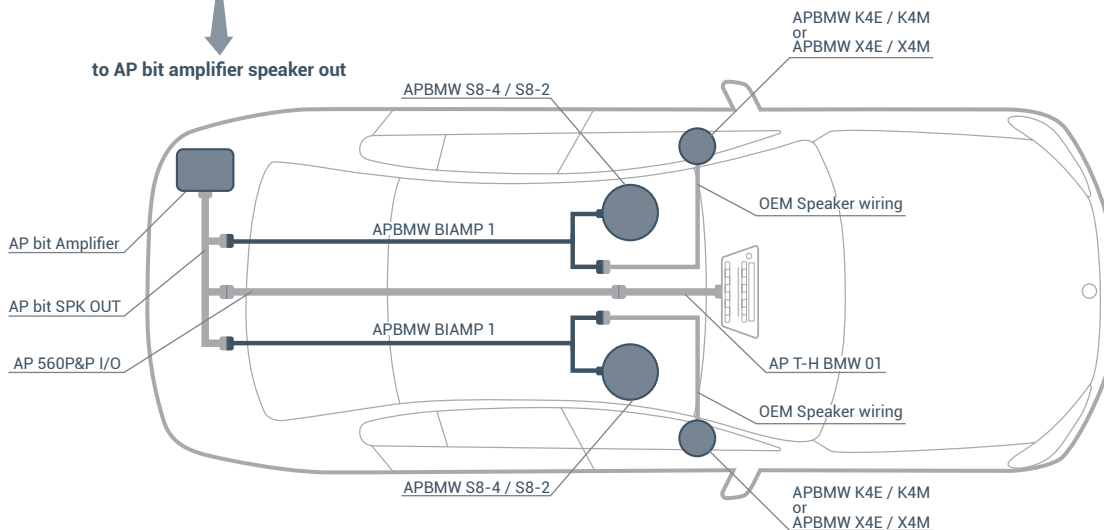 APBMW K4E / K4M
or
APBMW X4E / X4M
to AP bit amplifier speaker out
APBMW S8-4 / S8-2
OEM Speaker wiring
APBMW BIAMP 1
AP bit Amplifier
AP bit SPK OUT
APBMW BIAMP 1
AP 560P&P I/O
AP T-H BMW 01
OEM Speaker wiring
APBMW S8-4 / S8-2
APBMW K4E / K4M
or
APBMW X4E / X4M